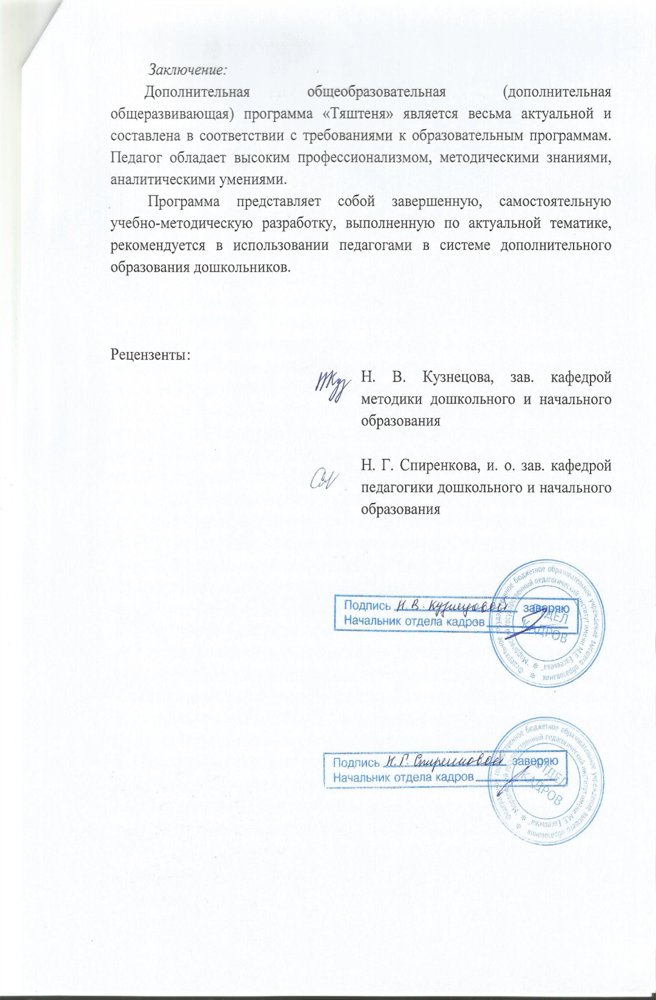 Заключение:
Дополнительная общеобразовательная (дополнительная
общеразвивающая) программа «Тяштеня» является весьма актуальной и
составлена в соответствии с требованиями к образовательным программам.
Педагог обладает высоким профессионализмом, методическими знаниями,
аналитическими умениями.
Программа представляет собой завершенную, самостоятельную
учебно-методическую разработку, выполненную по актуальной тематике,
рекомендуется в использовании педагогами в системе дополнительного
образования дошкольников.
Рецензенты:
Н. В. Кузнецова, зав. кафедрой
методики дошкольного и начального
образования
Н. Г. Спиренкова, и. о. зав. кафедрой
педагогики дошкольного и начального
образования
Подпись Н.В. Кузнецовой заверяю
Начальник отдела кадров
Федеральное государственное бюджетное образовательное учреждение высшего образования
"Мордовский государственный педагогический институт имени М.Е. Евсевьева"
ОТДЕЛ
КАДРОВ
Подпись Н.Г. Спиренковой заверяю
Начальник отдела кадров
Федеральное государственное бюджетное образовательное учреждение высшего образования
"Мордовский государственный педагогический институт имени М.Е. Евсевьева"
ОТДЕЛ
КАДРОВ